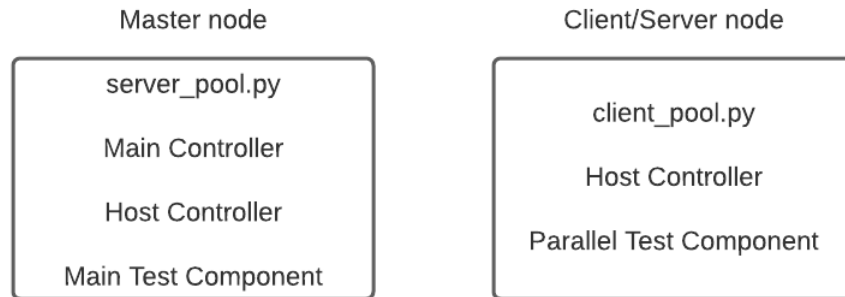 Master node
server_pool.py
Main Controller
Host Controller
Main Test Component
Client/Server node
client_pool.py
Host Controller
Parallel Test Component